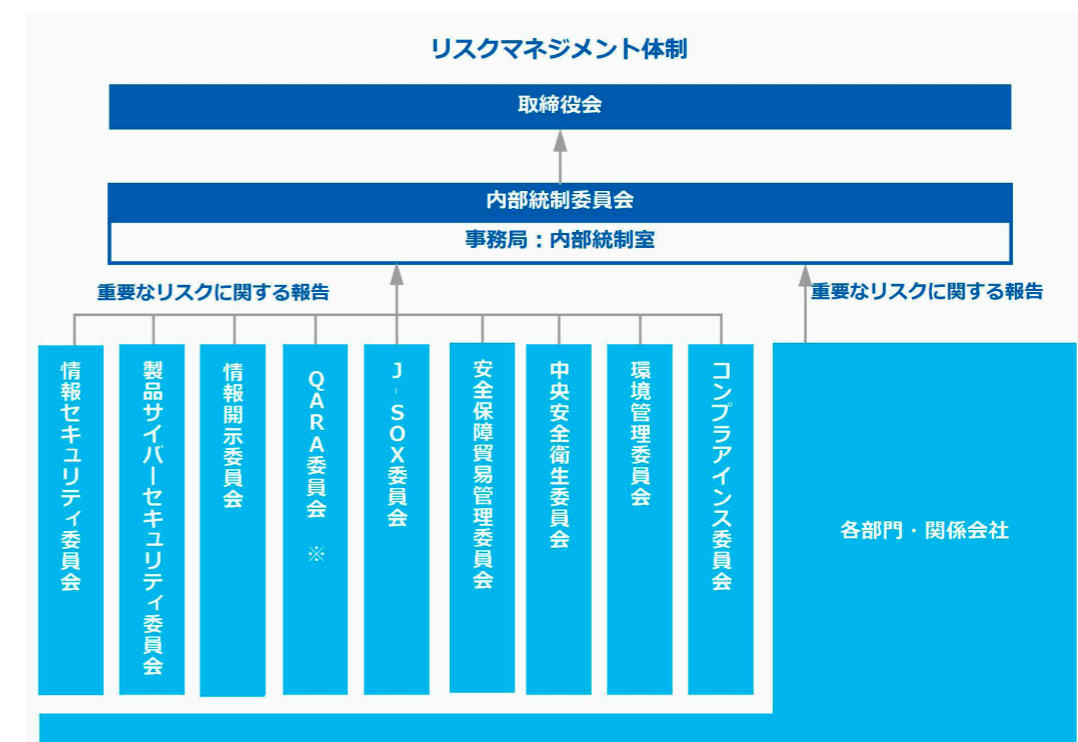 リスクマネジメント体制
取締役会
内部統制委員会
事務局：内部統制室
重要なリスクに関する報告
重要なリスクに関する報告
情報セキュリティ委員会
製品サイバーセキュリティ委員会
情報開示委員会
QARA委員会 ※
J-SOX委員会
安全保障貿易管理委員会
中央安全衛生委員会
環境管理委員会
コンプラアインス委員会
各部門・関係会社